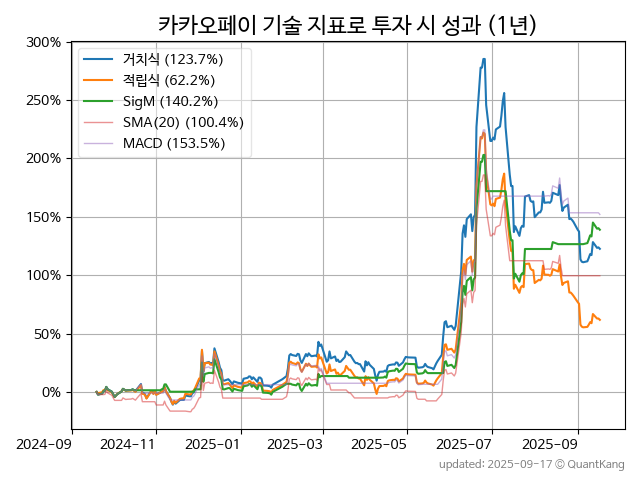 카카오페이 기술 지표로 투자 시 성과 (1년)
300%
250%
200%
150%
100%
50%
0%
거치식 (123.7%)
적립식 (62.2%)
SigM (140.2%)
SMA(20) (100.4%)
MACD (153.5%)
2024-09 2024-11 2025-01 2025-03 2025-05 2025-07 2025-09
updated: 2025-09-17 ⓒ QuantKang